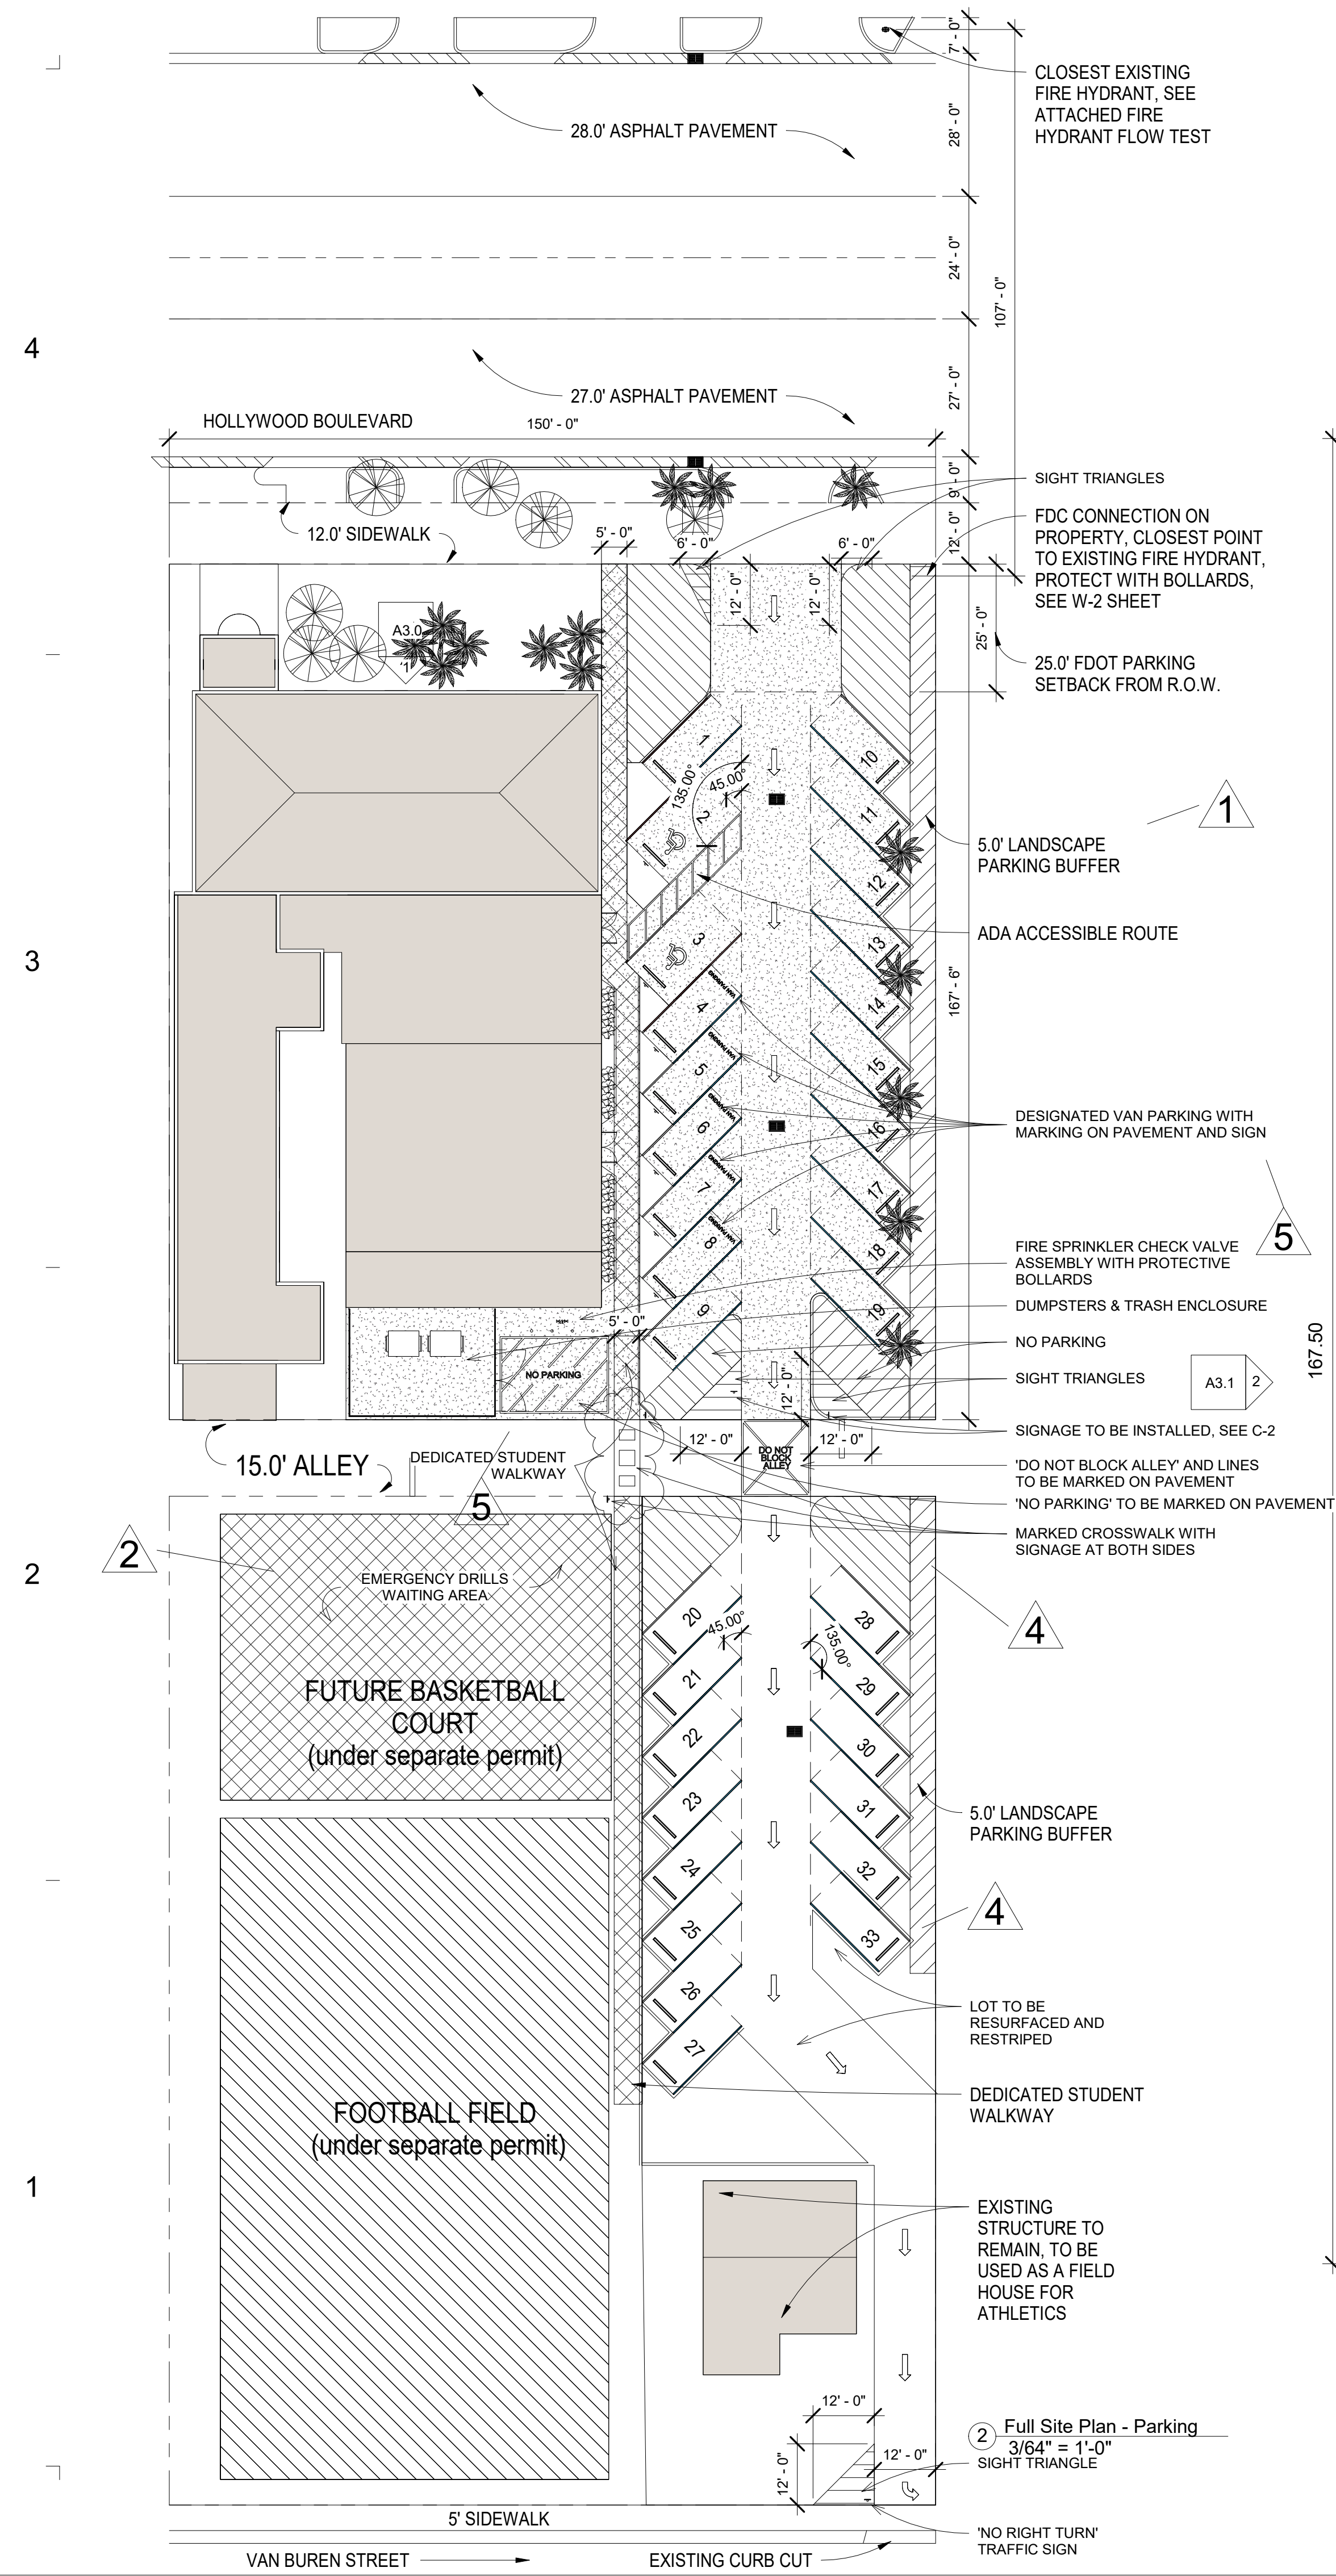 7' - 0"
CLOSEST EXISTING
FIRE HYDRANT, SEE
ATTACHED FIRE
HYDRANT FLOW TEST
28.0' ASPHALT PAVEMENT
28' - 0"
24' - 0"
107' - 0"
4
27.0' ASPHALT PAVEMENT
27' - 0"
HOLLYWOOD BOULEVARD
150' - 0"
9' - 0"
SIGHT TRIANGLES
12.0' SIDEWALK
5' - 0"
6' - 0"
6' - 0"
12' - 0"
FDC CONNECTION ON
PROPERTY, CLOSEST POINT
TO EXISTING FIRE HYDRANT,
PROTECT WITH BOLLARDS,
SEE W-2 SHEET
12' - 0"
12' - 0"
25' - 0"
A3.0
1
25.0' FDOT PARKING
SETBACK FROM R.O.W.
1
10
135.00°
45.00°
2
11
1
5.0' LANDSCAPE
PARKING BUFFER
12
3
ADA ACCESSIBLE ROUTE
3
13
167' - 6"
VAN PARKING
4
14
VAN PARKING
5
15
VAN PARKING
6
16
DESIGNATED VAN PARKING WITH
MARKING ON PAVEMENT AND SIGN
VAN PARKING
7
17
VAN PARKING
8
18
5
FIRE SPRINKLER CHECK VALVE
ASSEMBLY WITH PROTECTIVE
BOLLARDS
9
19
DUMPSTERS & TRASH ENCLOSURE
5' - 0"
NO PARKING
NO PARKING
167.50
SIGHT TRIANGLES
A3.1
2
12' - 0"
SIGNAGE TO BE INSTALLED, SEE C-2
15.0' ALLEY
DEDICATED STUDENT
WALKWAY
12' - 0"
DO NOT
BLOCK
ALLEY
12' - 0"
'DO NOT BLOCK ALLEY' AND LINES
TO BE MARKED ON PAVEMENT
'NO PARKING' TO BE MARKED ON PAVEMENT
5
MARKED CROSSWALK WITH
SIGNAGE AT BOTH SIDES
2
2
EMERGENCY DRILLS
WAITING AREA
20
45.00°
28
135.00°
4
FUTURE BASKETBALL
COURT
(under separate permit)
21
29
22
30
23
31
5.0' LANDSCAPE
PARKING BUFFER
24
32
4
25
33
26
LOT TO BE
RESURFACED AND
RESTRIPED
27
DEDICATED STUDENT
WALKWAY
FOOTBALL FIELD
(under separate permit)
1
EXISTING
STRUCTURE TO
REMAIN, TO BE
USED AS A FIELD
HOUSE FOR
ATHLETICS
12' - 0"
2
Full Site Plan - Parking
3/64" = 1'-0"
12' - 0"
12' - 0"
SIGHT TRIANGLE
5' SIDEWALK
'NO RIGHT TURN'
TRAFFIC SIGN
VAN BUREN STREET
EXISTING CURB CUT